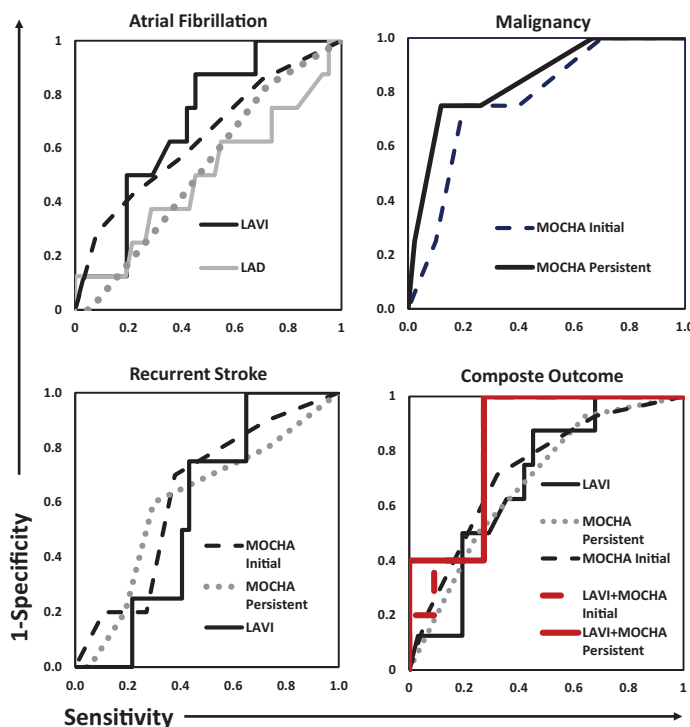 Atrial Fibrillation
1
0.8
0.6
0.4
0.2
0
0
0.2
0.4
0.6
0.8
1
LAVI
LAD
Malignancy
1.0
0.8
0.6
0.4
0.2
0.0
0.0
0.2
0.4
0.6
0.8
1.0
MOCHA Initial
MOCHA Persistent
Recurrent Stroke
1.0
0.8
0.6
0.4
0.2
0.0
0.0
0.2
0.4
0.6
0.8
1.0
MOCHA
Initial
MOCHA
Persistent
LAVI
Composte Outcome
1
0.8
0.6
0.4
0.2
0
0
0.2
0.4
0.6
0.8
1
LAVI
MOCHA
Persistent
MOCHA Initial
LAVI+MOCHA
Initial
LAVI+MOCHA
Persistent
1-Specificity
Sensitivity